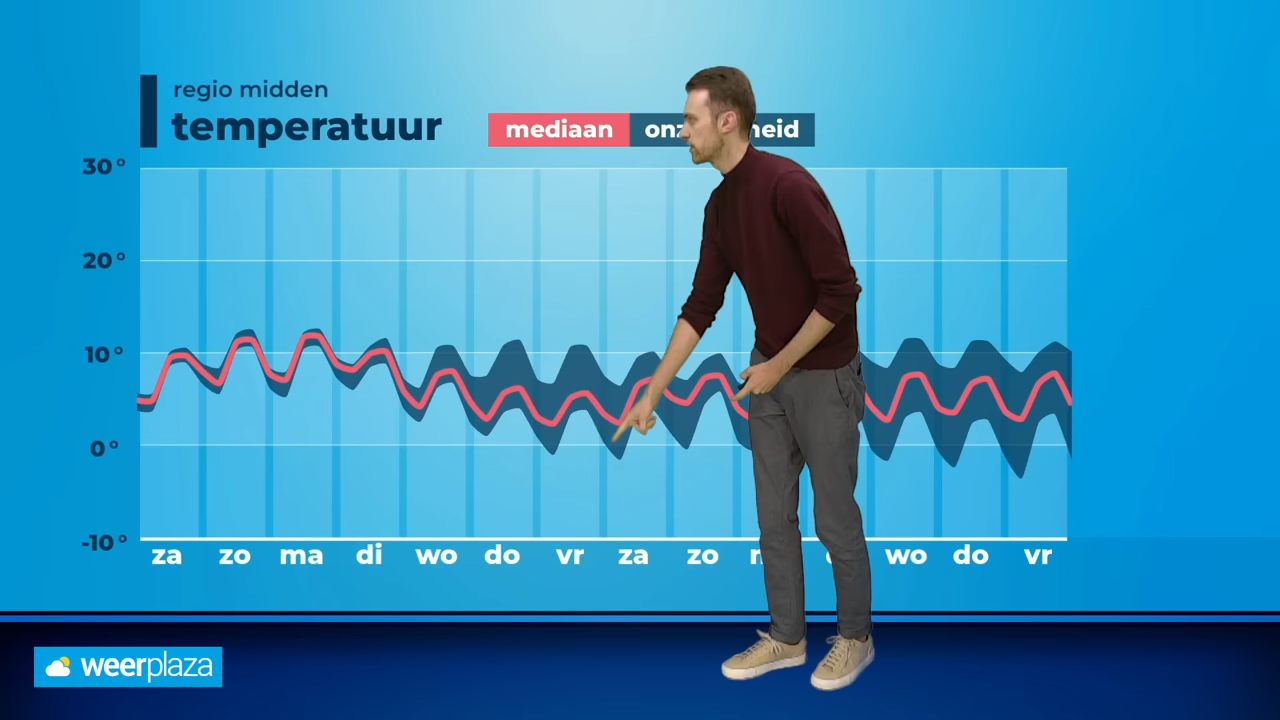 regio midden
temperatuur
mediaan
30°
20°
10°
0°
-10°
za zo ma di wo do vr za zo wo do vr
weerplaza